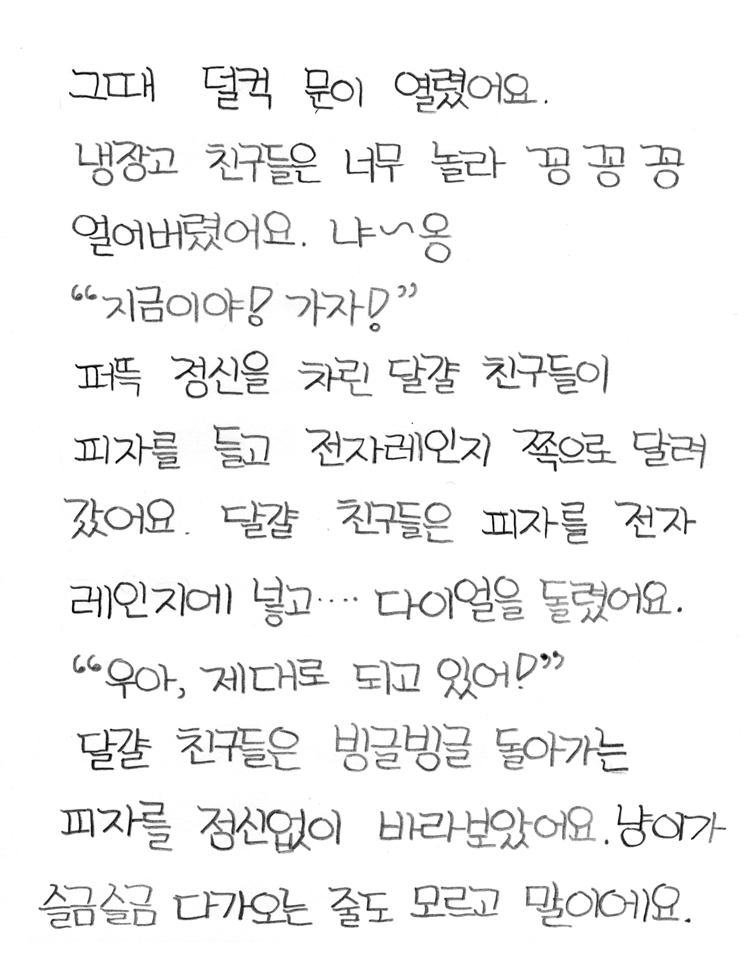 그때 덜컥 문이 열렸어요.
냉장고 친구들은 너무 놀라 꽁 꽁 꽁
얼어버렸어요. 냐~옹
“지금이야! 가자!”
퍼뜩 정신을 차린 달걀 친구들이
피자를 들고 전자레인지 쪽으로 달려
갔어요. 달걀 친구들은 피자를 전자
레인지에 넣고···· 다이얼을 돌렸어요.
“우아, 제대로 되고 있어!”
달걀 친구들은 빙글빙글 돌아가는
피자를 정신없이 바라보았어요. 냥이가
슬금슬금 다가오는 줄도 모르고 말이에요.